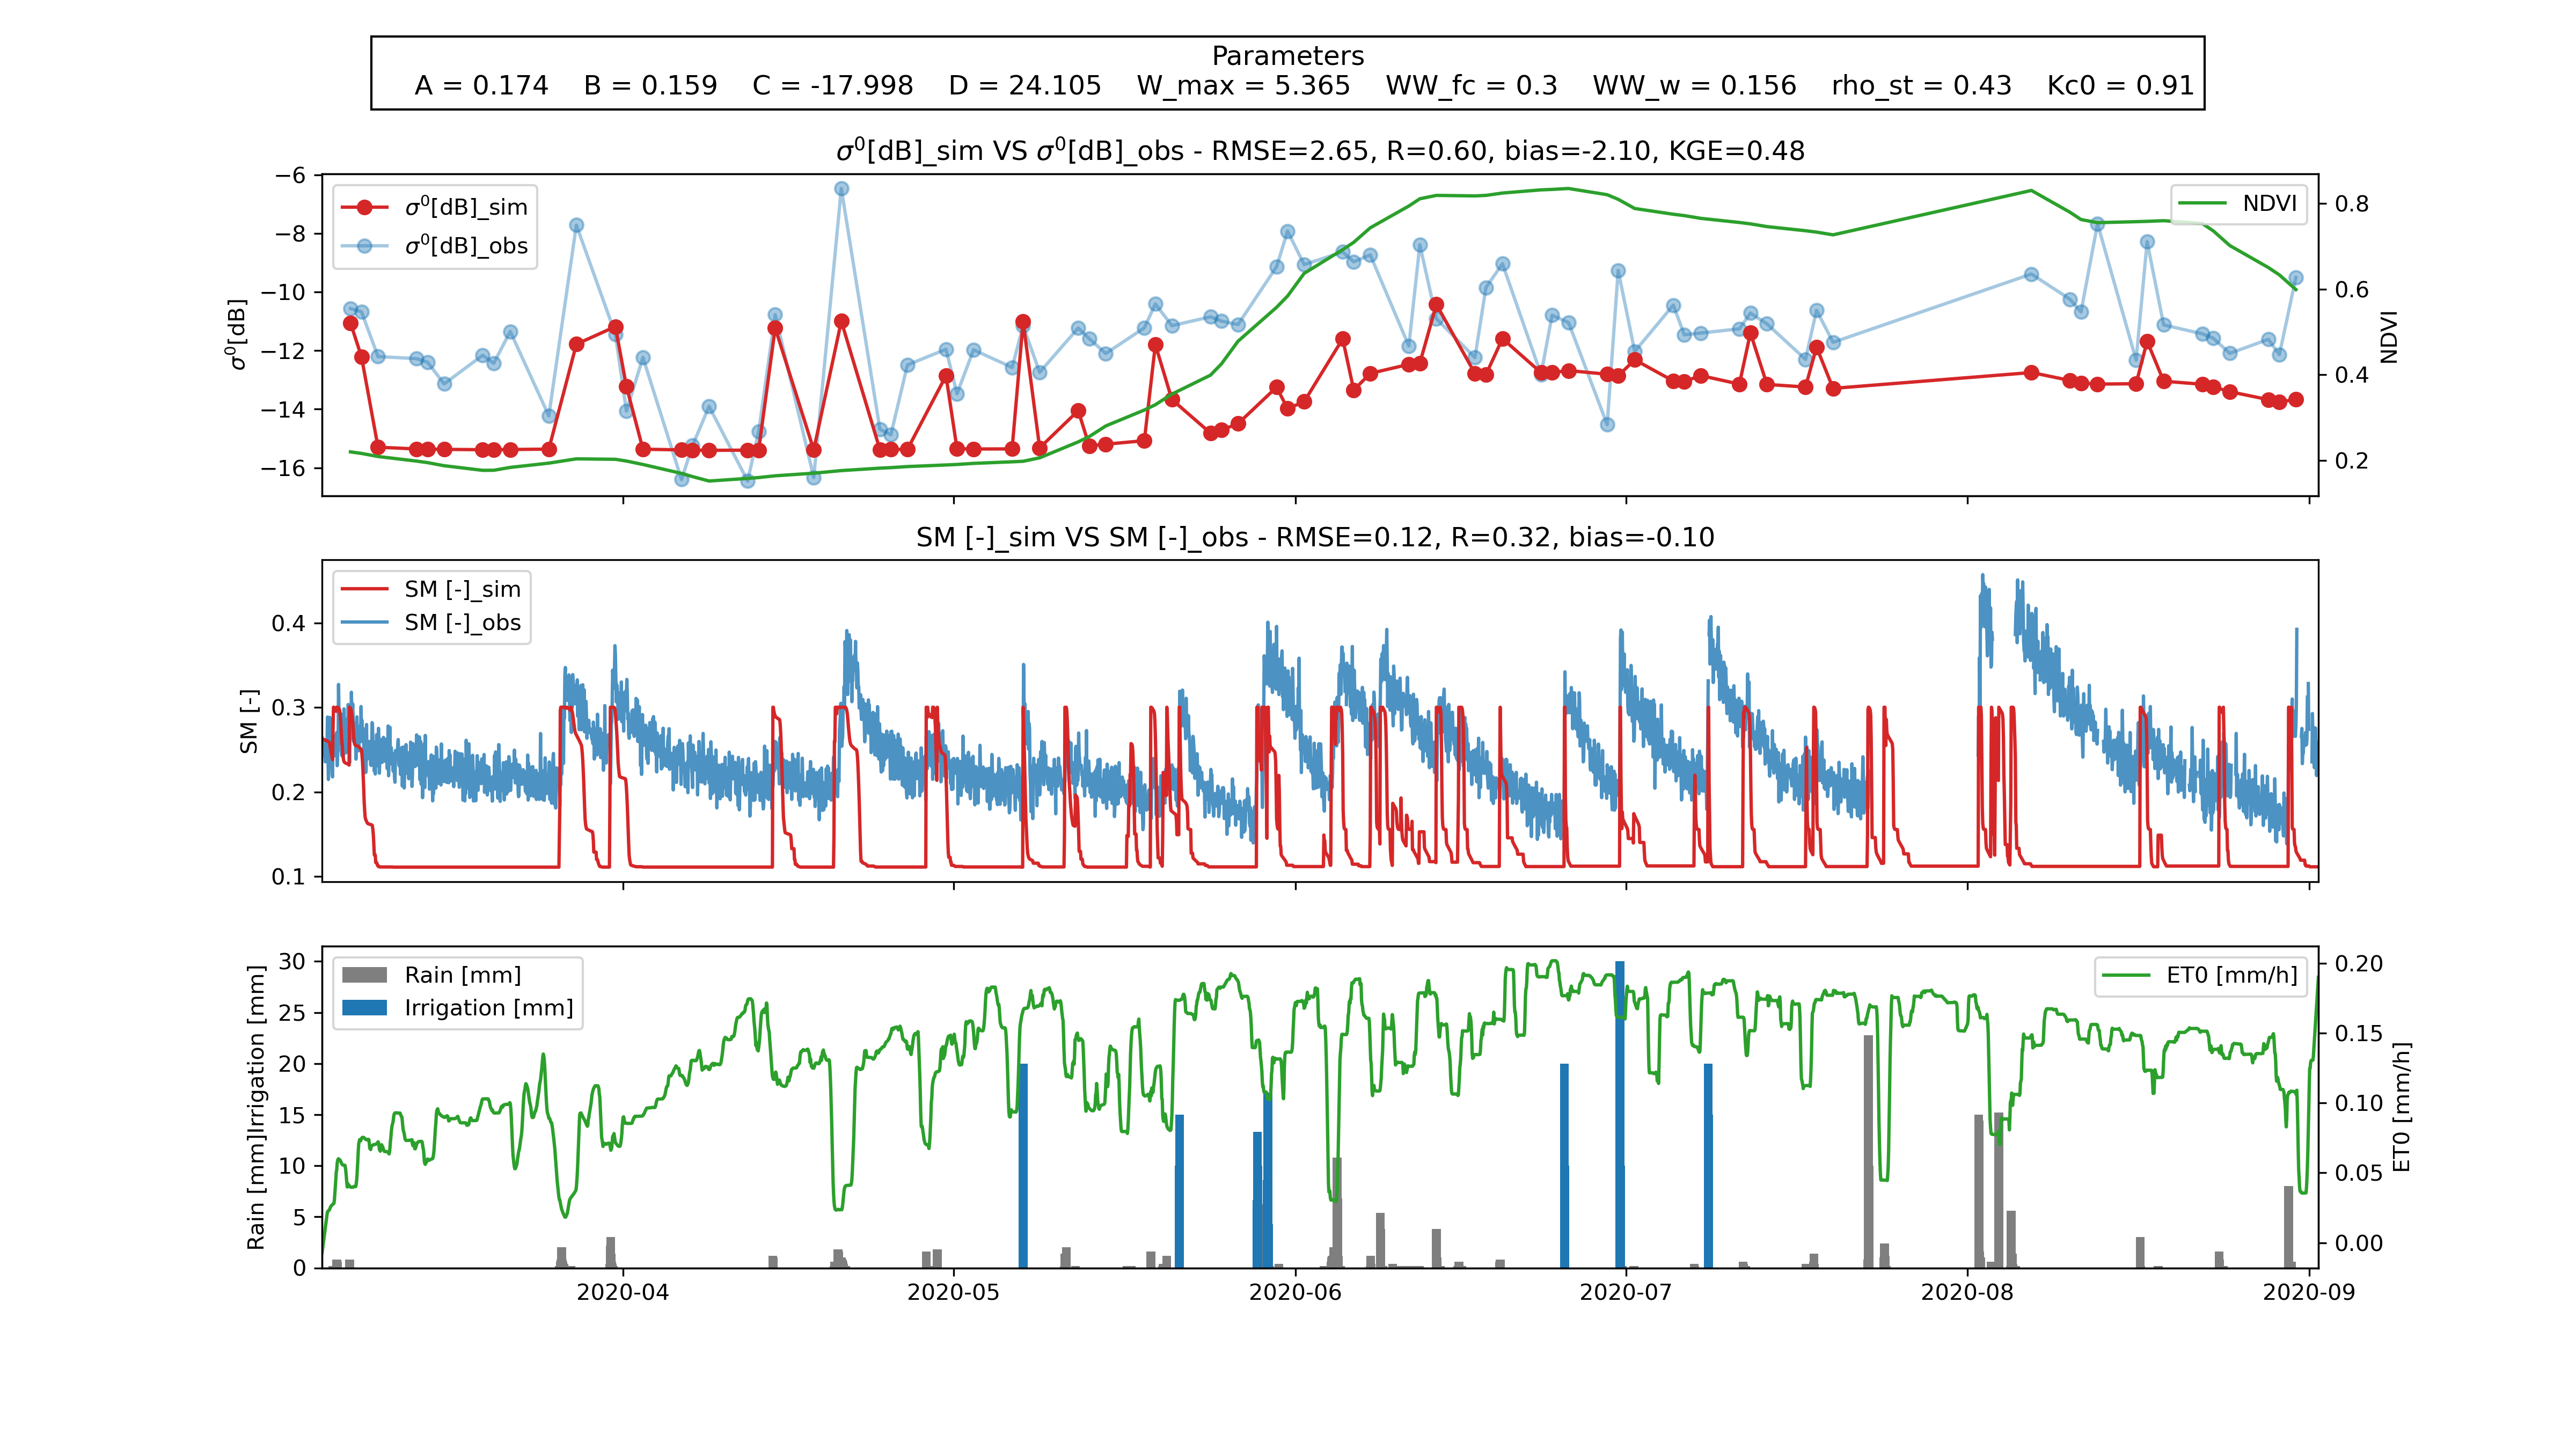 Parameters
A = 0.174 B = 0.159 C = -17.998 D = 24.105 W_max = 5.365 WW_fc = 0.3 WW_w = 0.156 rho_st = 0.43 Kc0 = 0.91
σ⁰[dB]_sim VS σ⁰[dB]_obs - RMSE=2.65, R=0.60, bias=-2.10, KGE=0.48
σ⁰[dB]_sim
σ⁰[dB]_obs
NDVI
σ⁰[dB]
−6
−8
−10
−12
−14
−16
0.8
0.6
0.4
0.2
NDVI
SM [-]_sim VS SM [-]_obs - RMSE=0.12, R=0.32, bias=-0.10
SM [-]_sim
SM [-]_obs
SM [-]
0.4
0.3
0.2
0.1
Rain [mm]
Irrigation [mm]
ET0 [mm/h]
Rain [mm]Irrigation [mm]
30
25
20
15
10
5
0
0.20
0.15
0.10
0.05
0.00
ET0 [mm/h]
2020-04 2020-05 2020-06 2020-07 2020-08 2020-09